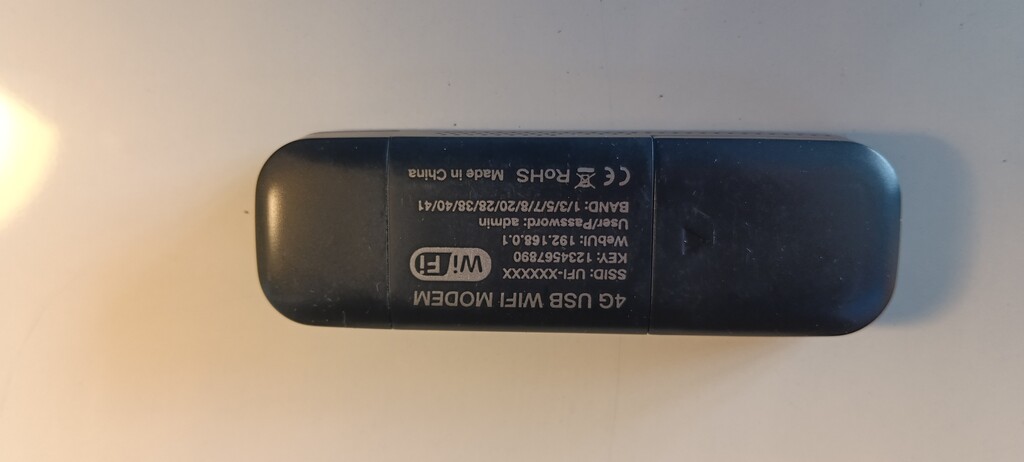 4G USB WIFI MODEM
SSID: UFI-XXXXXX
KEY: 1234567890
WiFi
WebUI: 192.168.0.1
User/Password: admin
BAND: 1/3/5/7/8/20/28/38/40/41
CE RoHS Made in China